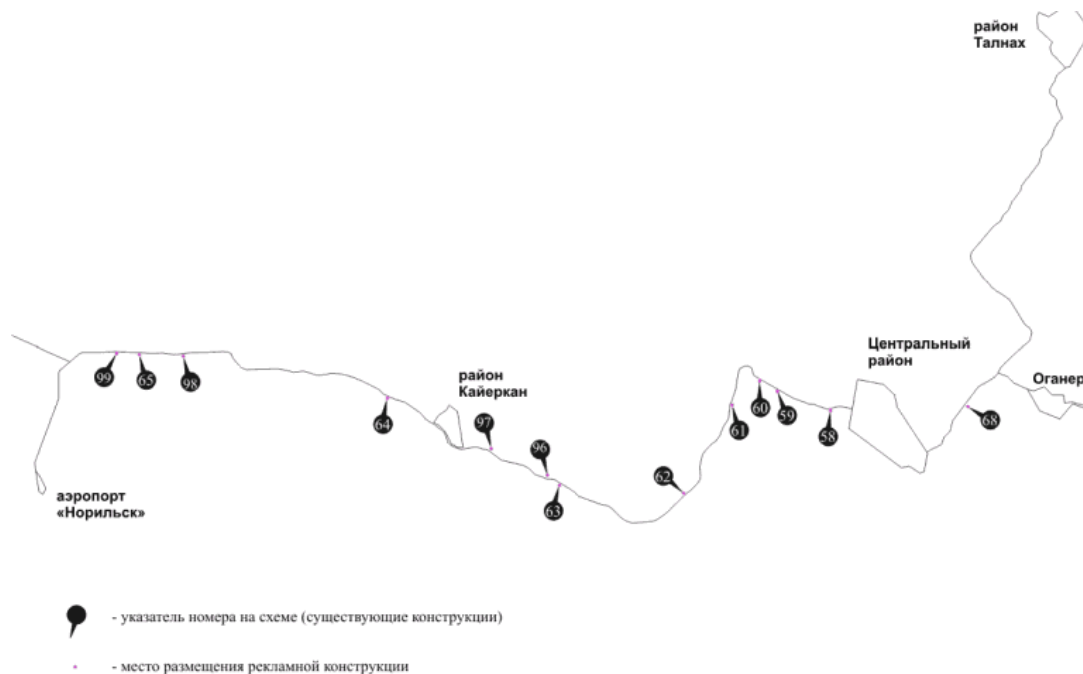 район
Талнах
Центральный
район
Оганер
район
Кайеркан
99
65
98
64
97
96
63
62
61
60
59
58
68
аэропорт
«Норильск»
- указатель номера на схеме (существующие конструкции)
- место размещения рекламной конструкции